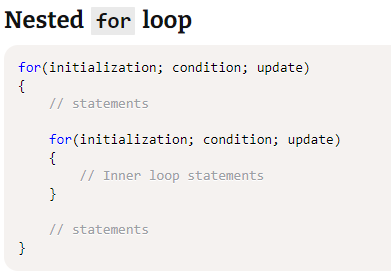 Nested for loop
for(initialization; condition; update)
{
    // statements
    for(initialization; condition; update)
    {
        // Inner loop statements
    }
    // statements
}